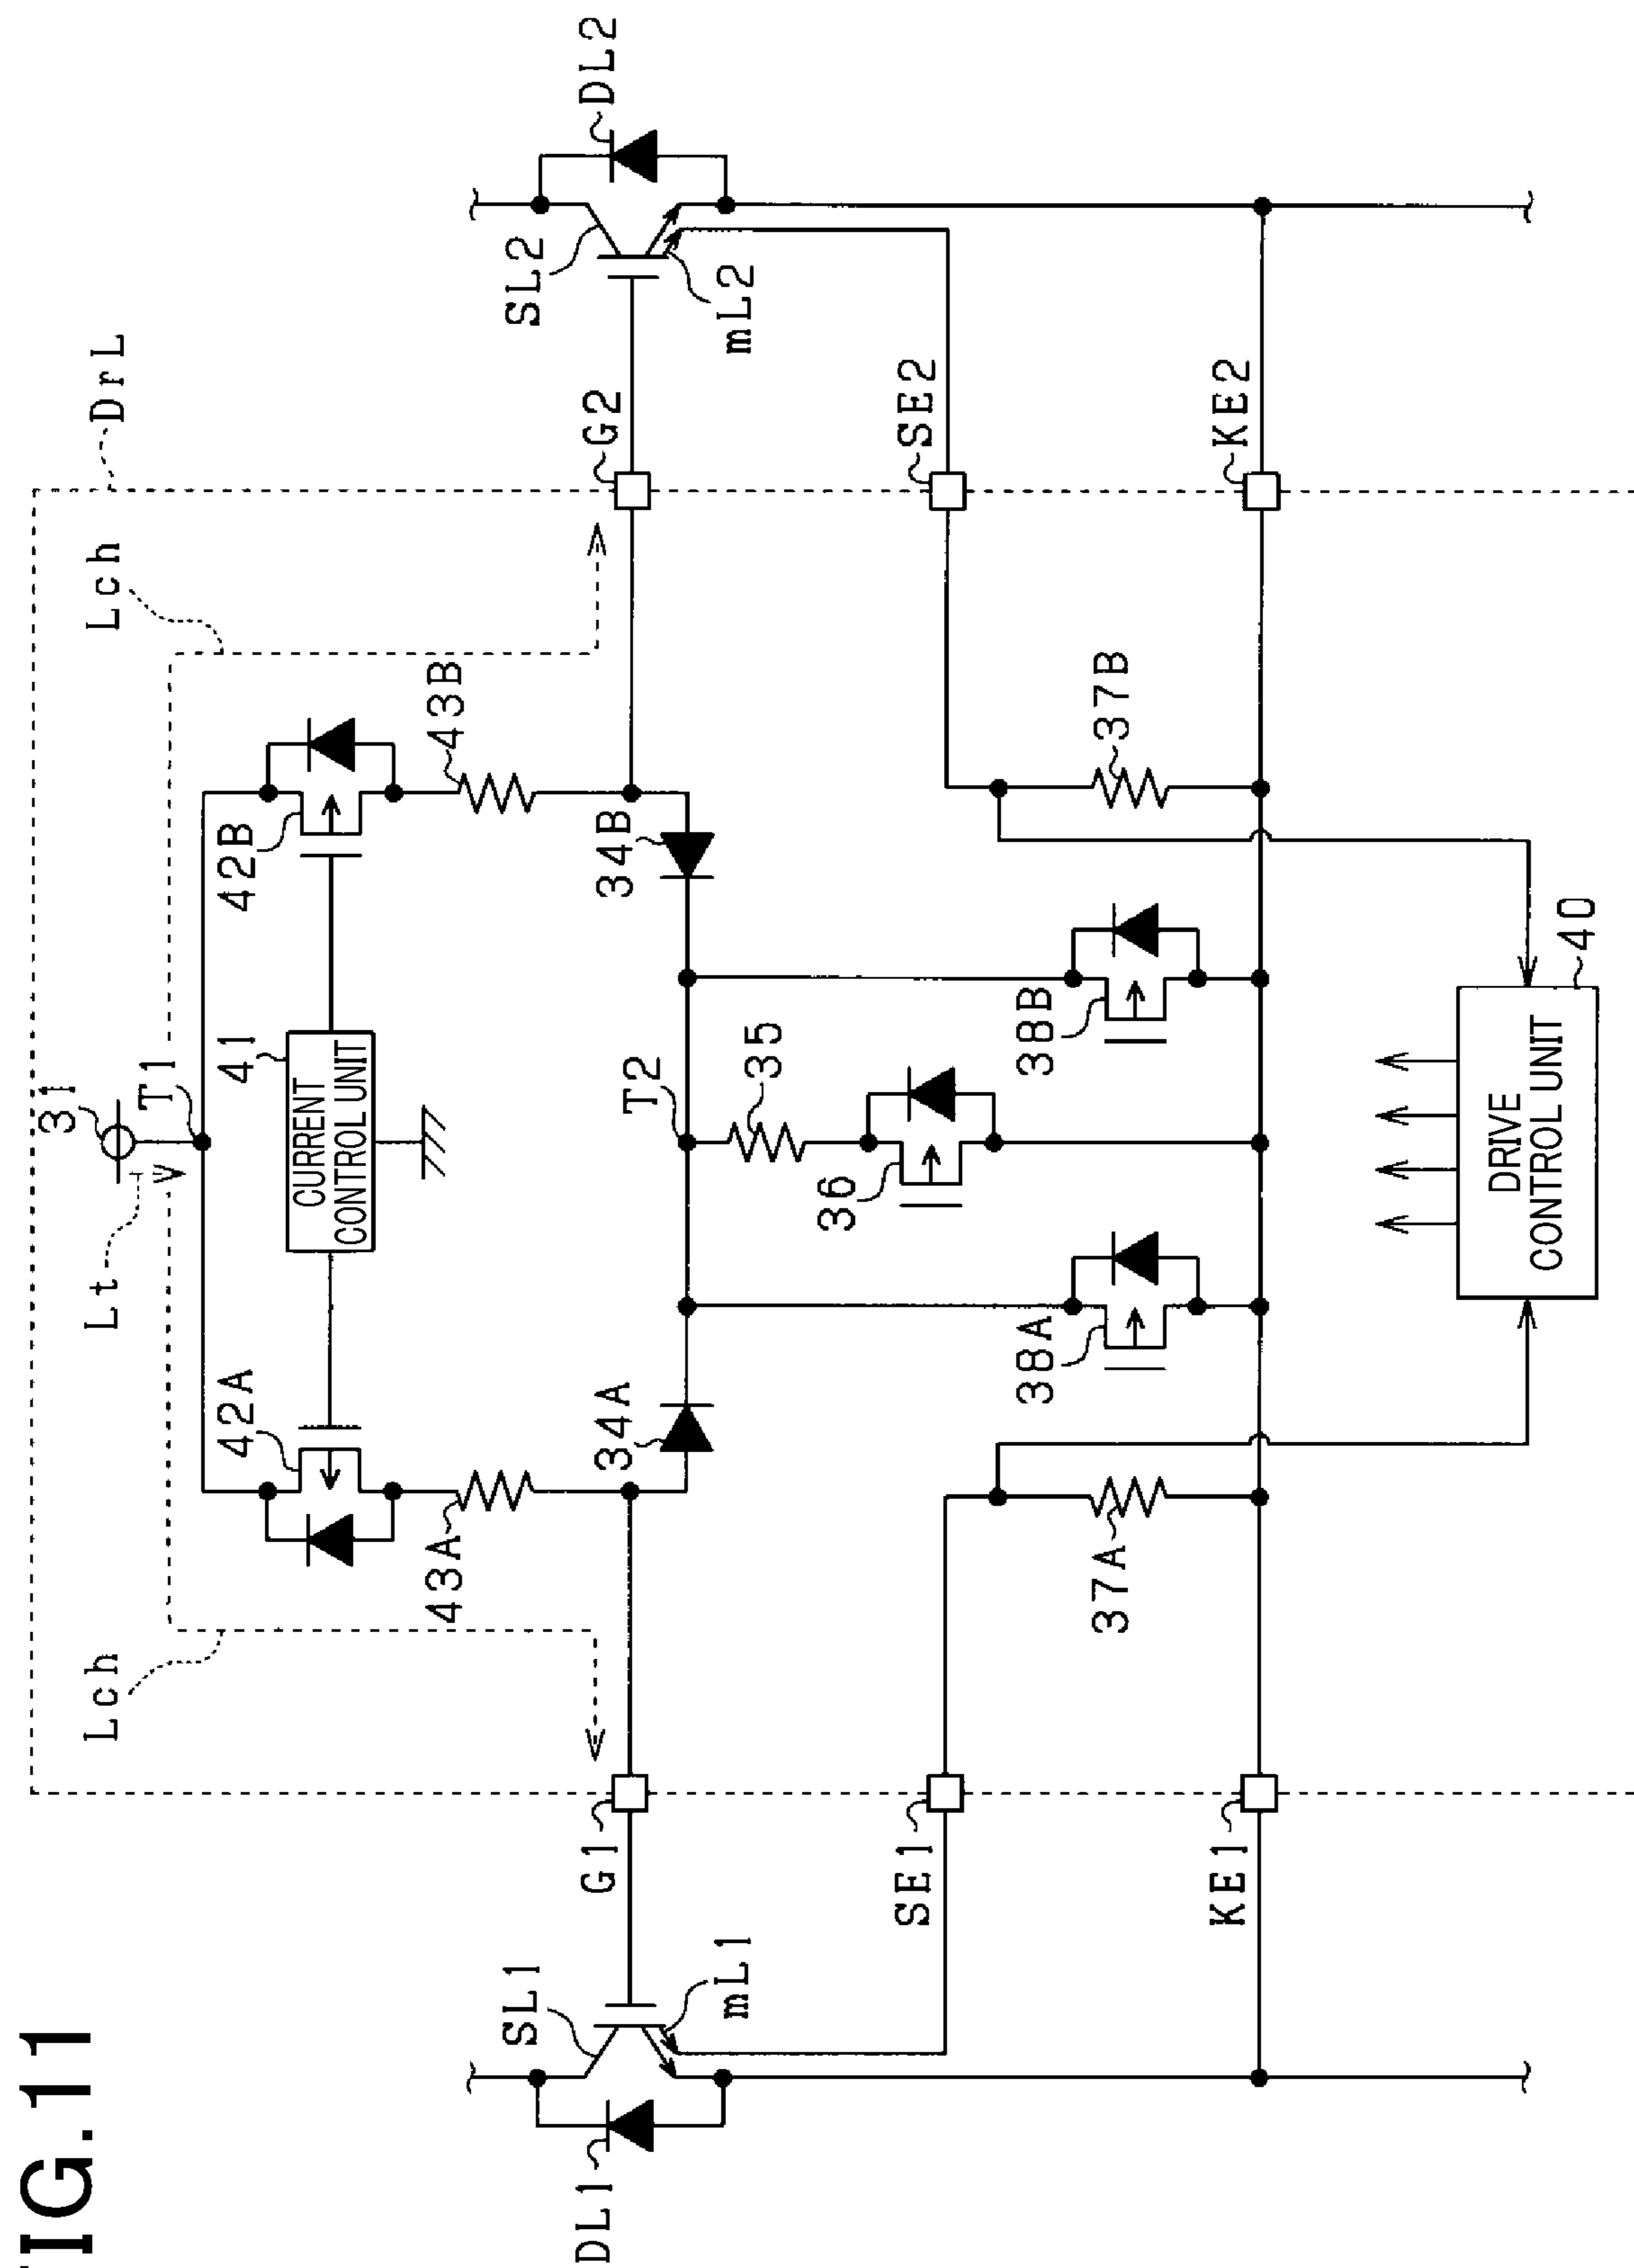 FIG.11
DrL
Lch
Lch
Lt
31
T1
41
CURRENT
CONTROL UNIT
42A
42B
43A
43B
DL1
SL1
mL1
G1
34A
34B
G2
SL2
mL2
DL2
T2
35
36
38A
38B
SE1
SE2
37A
37B
KE1
KE2
DRIVE
CONTROL UNIT
40